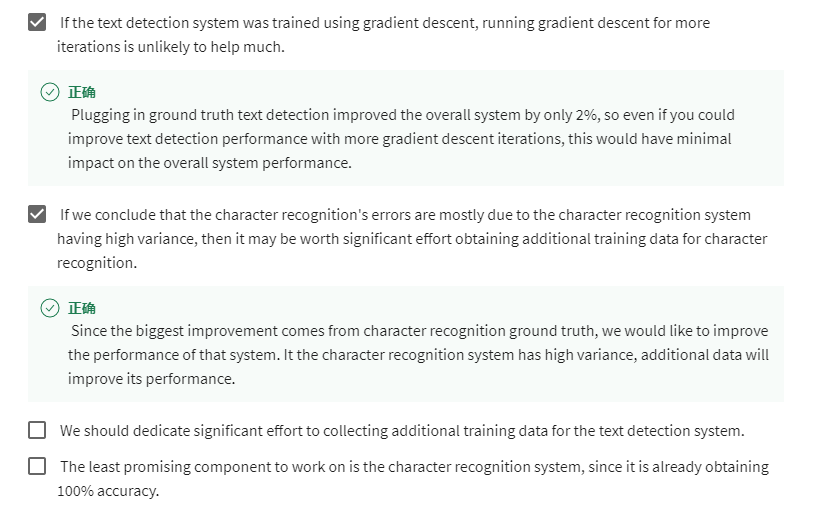 If the text detection system was trained using gradient descent, running gradient descent for more
iterations is unlikely to help much.
正确
Plugging in ground truth text detection improved the overall system by only 2%, so even if you could
improve text detection performance with more gradient descent iterations, this would have minimal
impact on the overall system performance.
If we conclude that the character recognition's errors are mostly due to the character recognition system
having high variance, then it may be worth significant effort obtaining additional training data for character
recognition.
正确
Since the biggest improvement comes from character recognition ground truth, we would like to improve
the performance of that system. It the character recognition system has high variance, additional data will
improve its performance.
We should dedicate significant effort to collecting additional training data for the text detection system.
The least promising component to work on is the character recognition system, since it is already obtaining
100% accuracy.